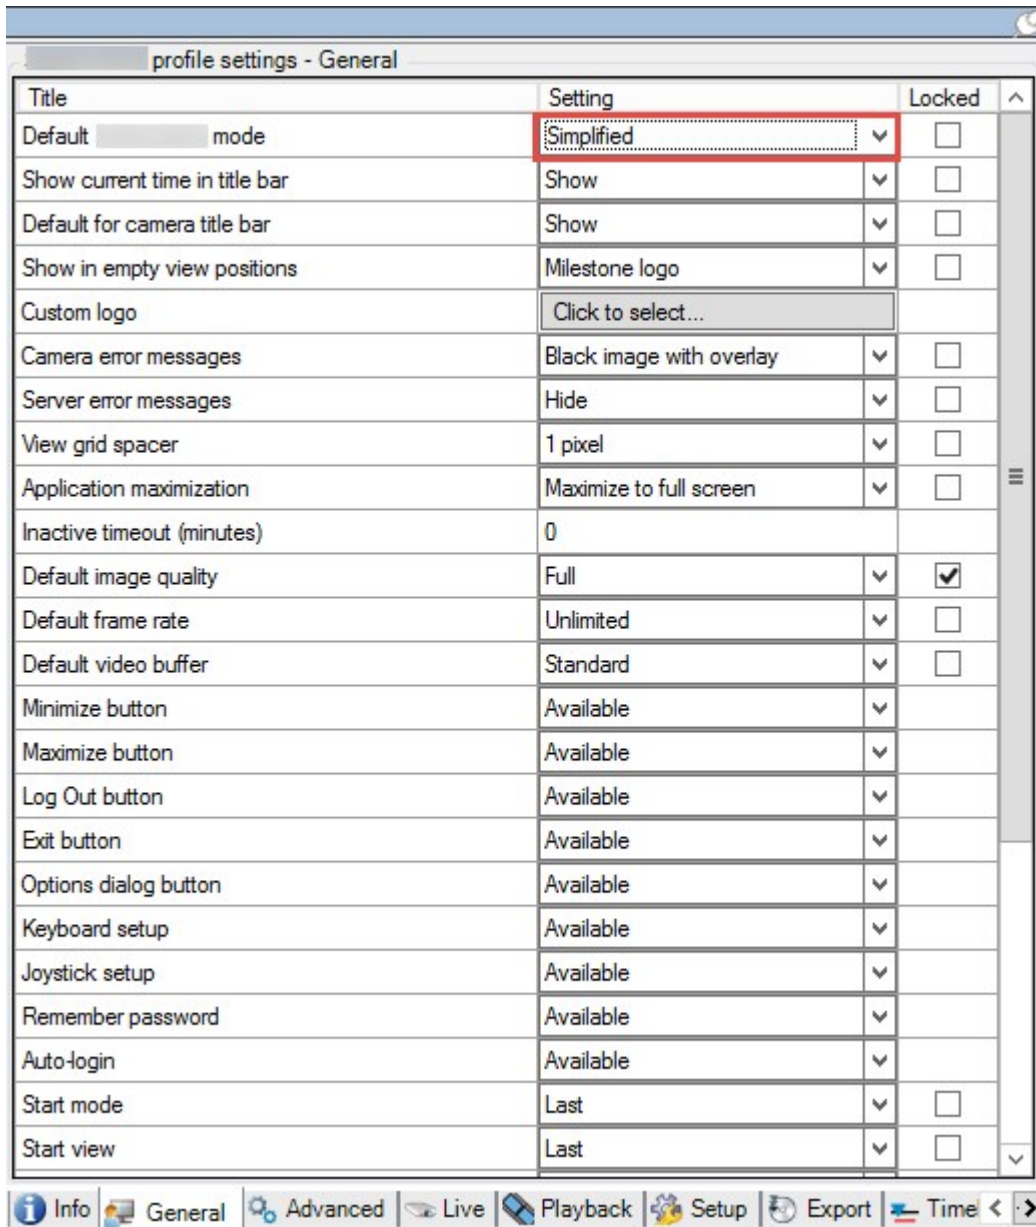 profile settings - General
Title Setting Locked
Default mode Simplified
Show current time in title bar Show
Default for camera title bar Show
Show in empty view positions Milestone logo
Custom logo Click to select...
Camera error messages Black image with overlay
Server error messages Hide
View grid spacer 1 pixel
Application maximization Maximize to full screen
Inactive timeout (minutes) 0
Default image quality Full
Default frame rate Unlimited
Default video buffer Standard
Minimize button Available
Maximize button Available
Log Out button Available
Exit button Available
Options dialog button Available
Keyboard setup Available
Joystick setup Available
Remember password Available
Auto-login Available
Start mode Last
Start view Last
Info General Advanced Live Playback Setup Export Time